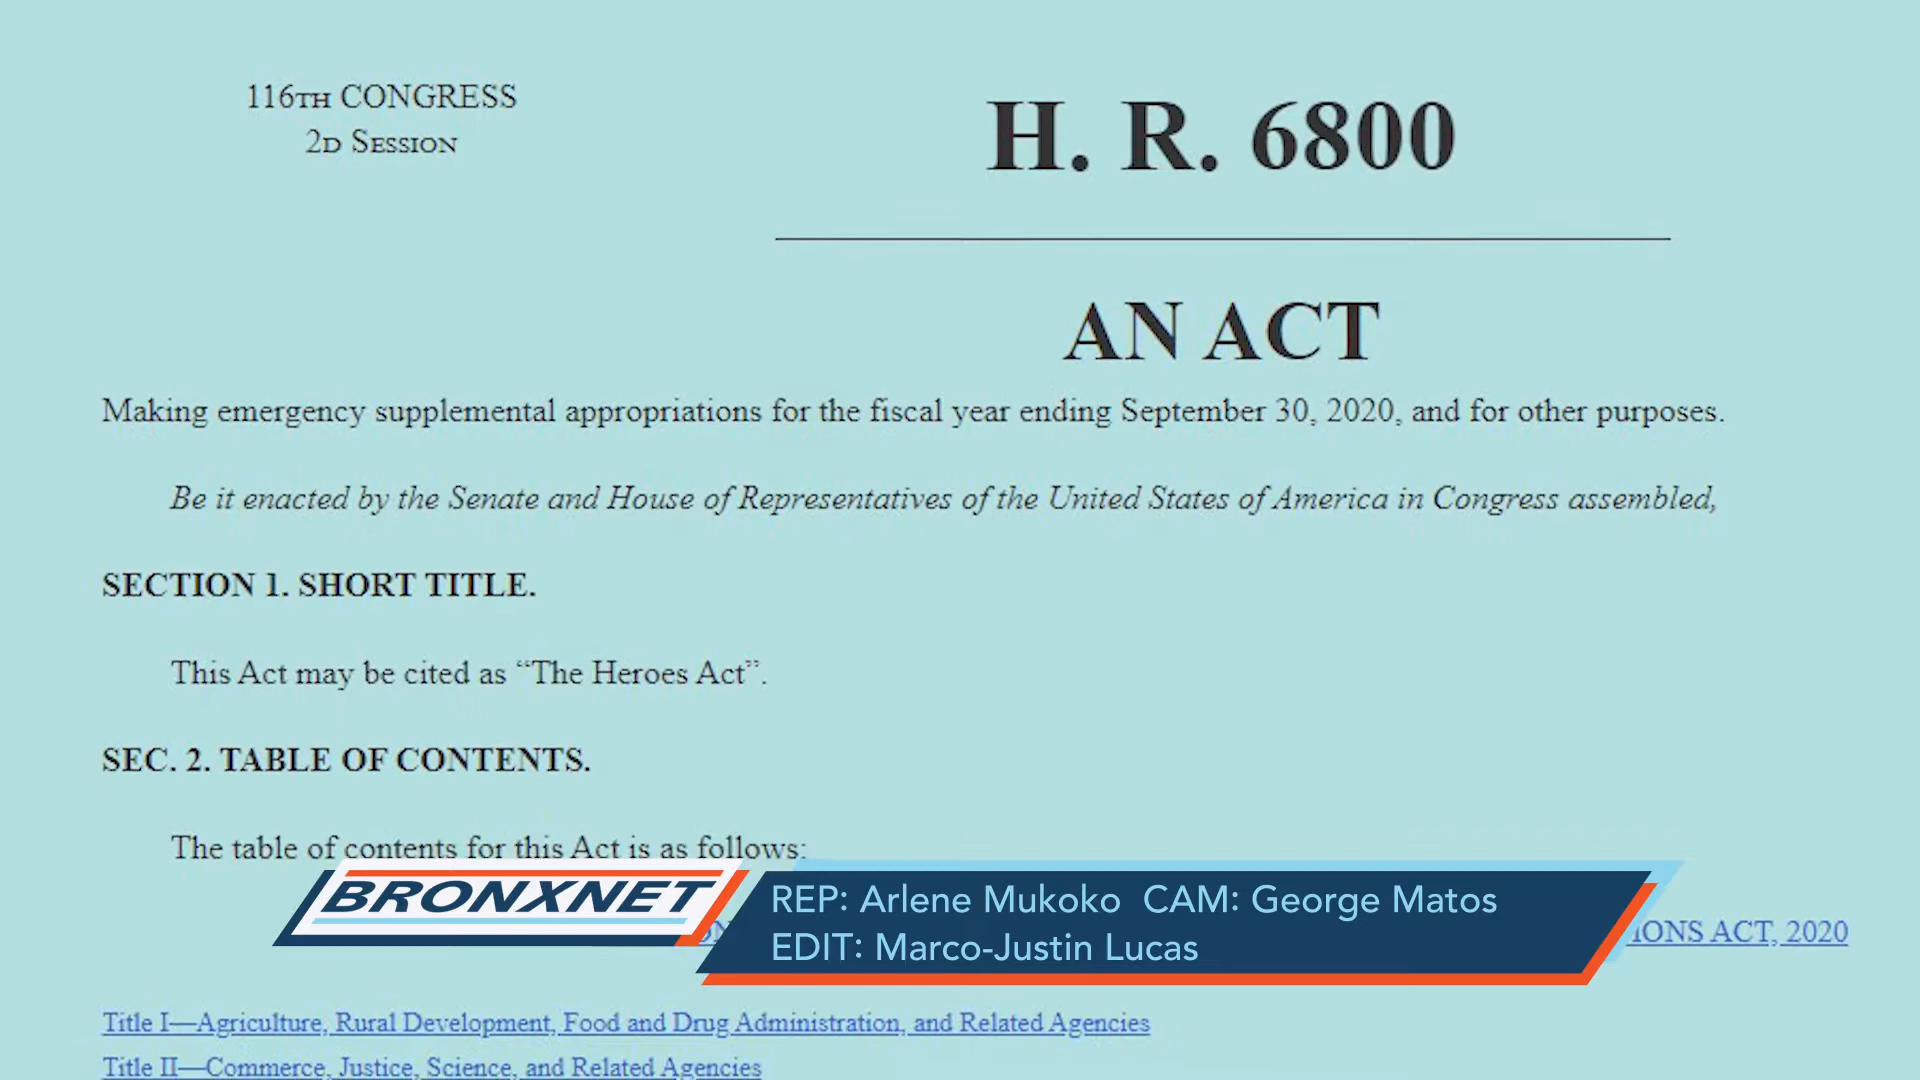 116TH CONGRESS
2D SESSION
H. R. 6800
AN ACT
Making emergency supplemental appropriations for the fiscal year ending September 30, 2020, and for other purposes.
Be it enacted by the Senate and House of Representatives of the United States of America in Congress assembled,
SECTION 1. SHORT TITLE.
This Act may be cited as “The Heroes Act”.
SEC. 2. TABLE OF CONTENTS.
The table of contents for this Act is as follows:
BRONXNET
REP: Arlene Mukoko CAM: George Matos
EDIT: Marco-Justin Lucas
ACT, 2020
Title I—Agriculture, Rural Development, Food and Drug Administration, and Related Agencies
Title II—Commerce, Justice, Science, and Related Agencies